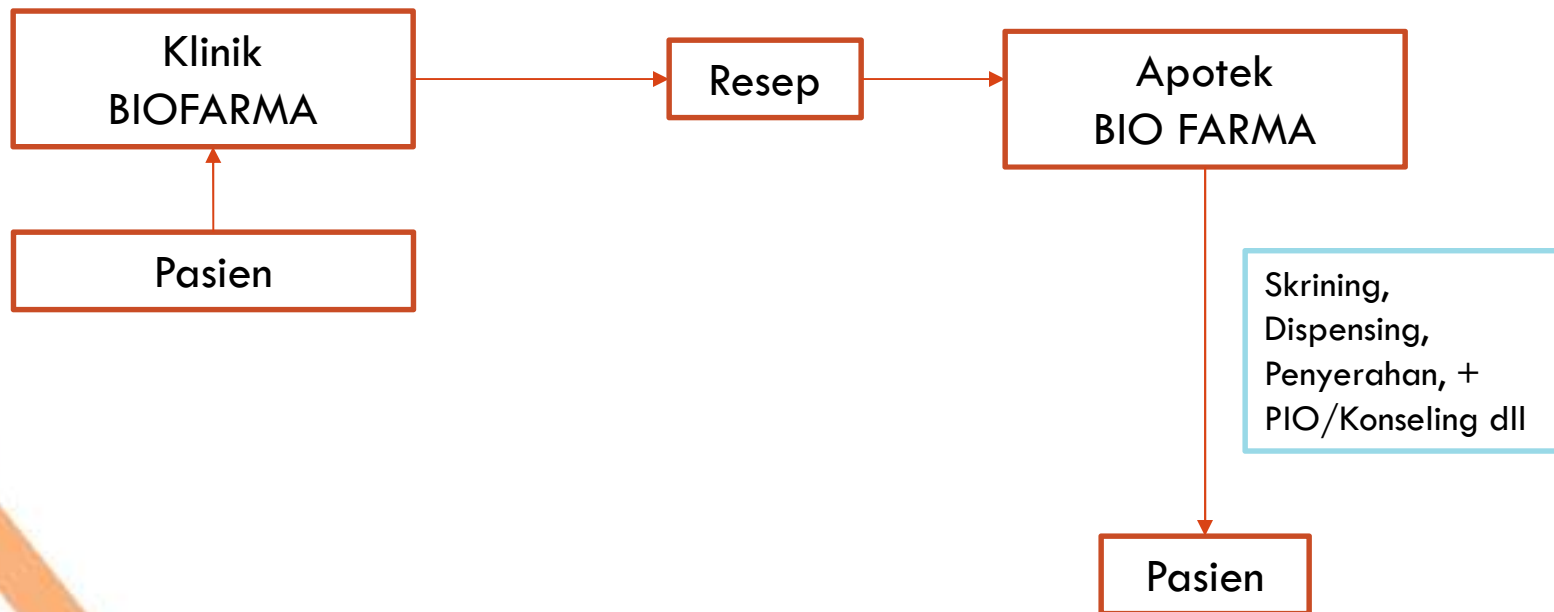 Klinik
BIOFARMA
Resep
Apotek
BIO FARMA
Pasien
Skrining,
Dispensing,
Penyerahan, +
PIO/Konseling dll
Pasien